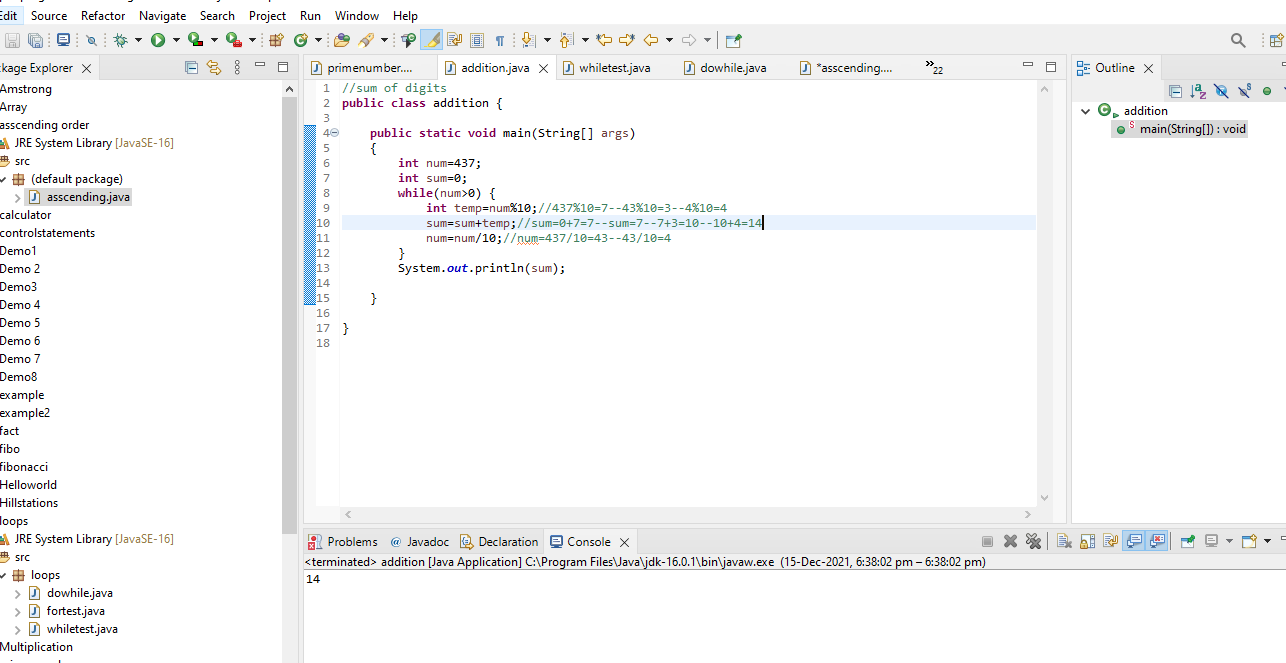 Edit Source Refactor Navigate Search Project Run Window Help
kage Explorer
Amstrong
Array
asscending order
JRE System Library [JavaSE-16]
src
(default package)
asscending.java
calculator
controlstatements
Demo1
Demo 2
Demo3
Demo 4
Demo 5
Demo 6
Demo 7
Demo8
example
example2
fact
fibo
fibonacci
Helloworld
Hillstations
loops
JRE System Library [JavaSE-16]
src
loops
dowhile.java
fortest.java
whiletest.java
Multiplication
primenumber.... addition.java whiletest.java dowhile.java *asscending.... »22
1 //sum of digits
2 public class addition {
3
4 public static void main(String[] args)
5 {
6 int num=437;
7 int sum=0;
8 while(num>0) {
9 int temp=num%10;//437%10=7--43%10=3--4%10=4
10 sum=sum+temp;//sum=0+7=7--sum=7--7+3=10--10+4=14
11 num=num/10;//num=437/10=43--43/10=4
12 }
13 System.out.println(sum);
14
15 }
16
17 }
18
Outline
addition
main(String[]) : void
Problems @ Javadoc Declaration Console
<terminated> addition [Java Application] C:\Program Files\Java\jdk-16.0.1\bin\javaw.exe (15-Dec-2021, 6:38:02 pm – 6:38:02 pm)
14